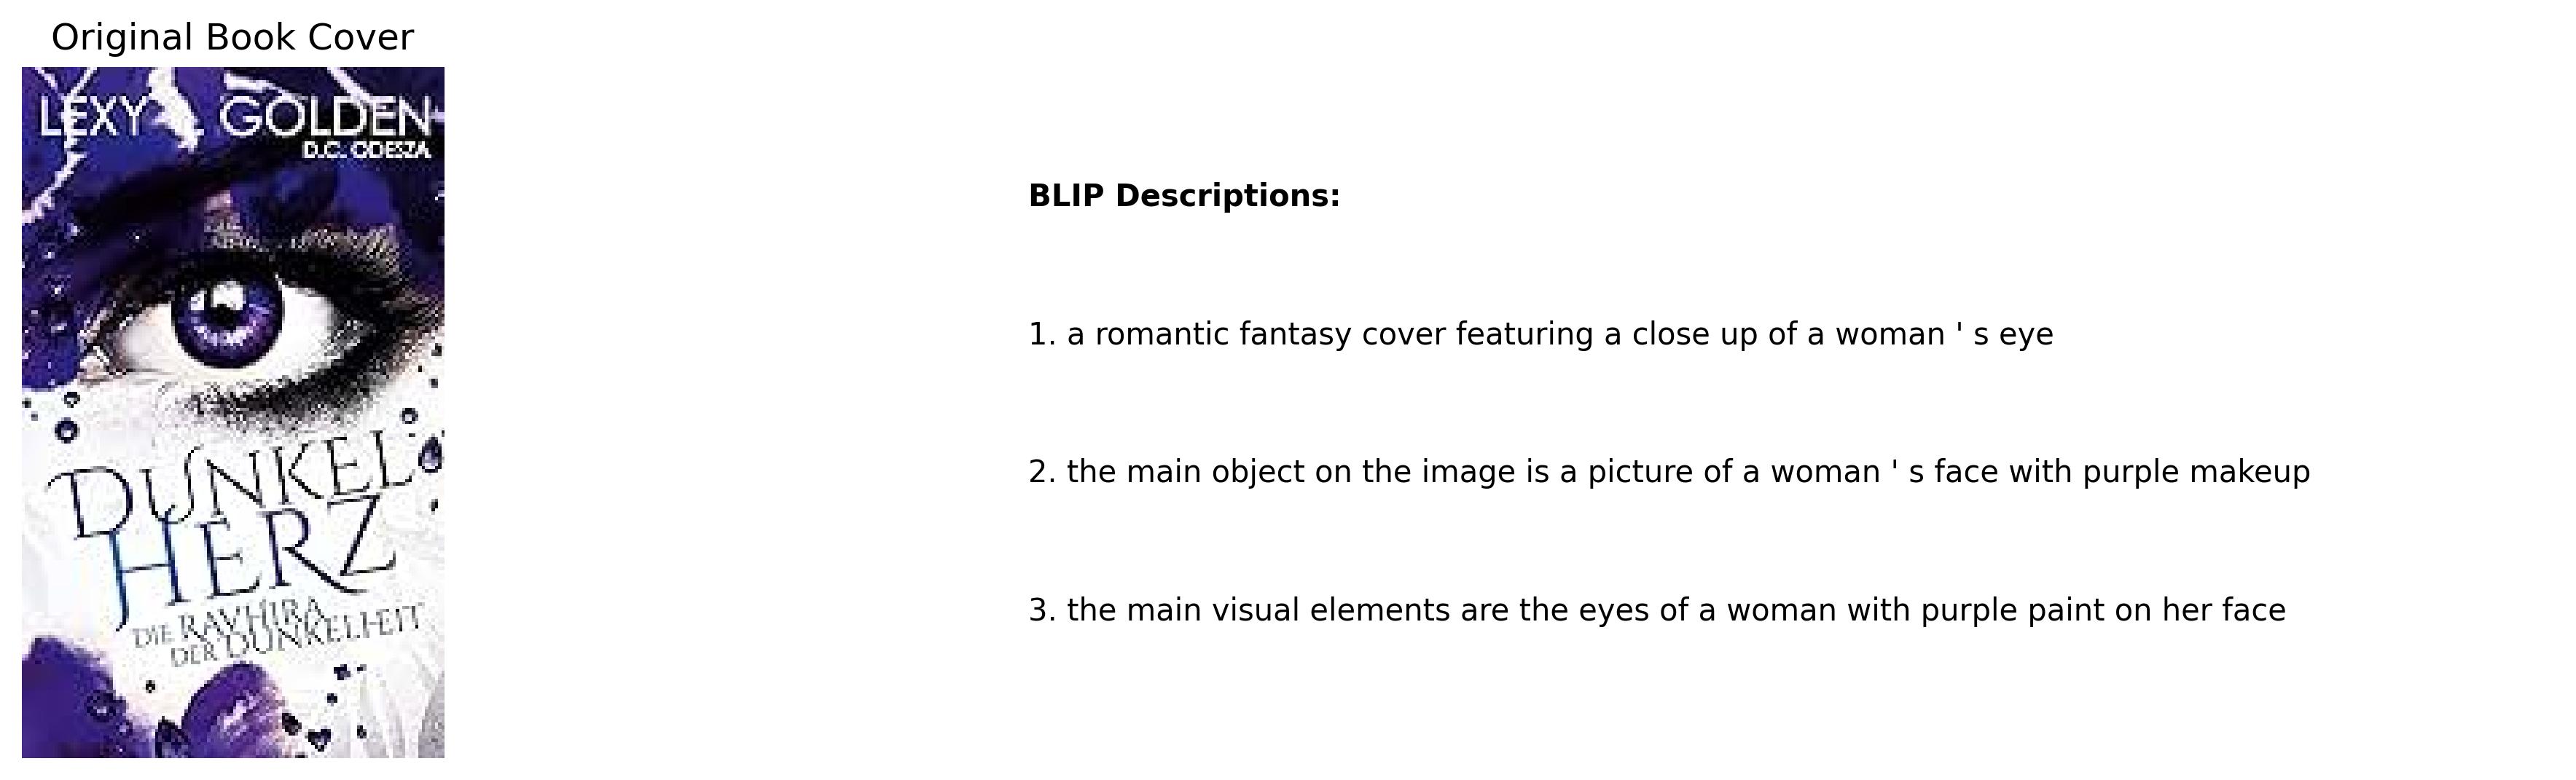 Original Book Cover
LEXY GOLDEN
D.C. ODESZA
DUNKEL
HERZ
DIE RAVHIRA
DER DUNKELHEIT
BLIP Descriptions:
1. a romantic fantasy cover featuring a close up of a woman ' s eye
2. the main object on the image is a picture of a woman ' s face with purple makeup
3. the main visual elements are the eyes of a woman with purple paint on her face